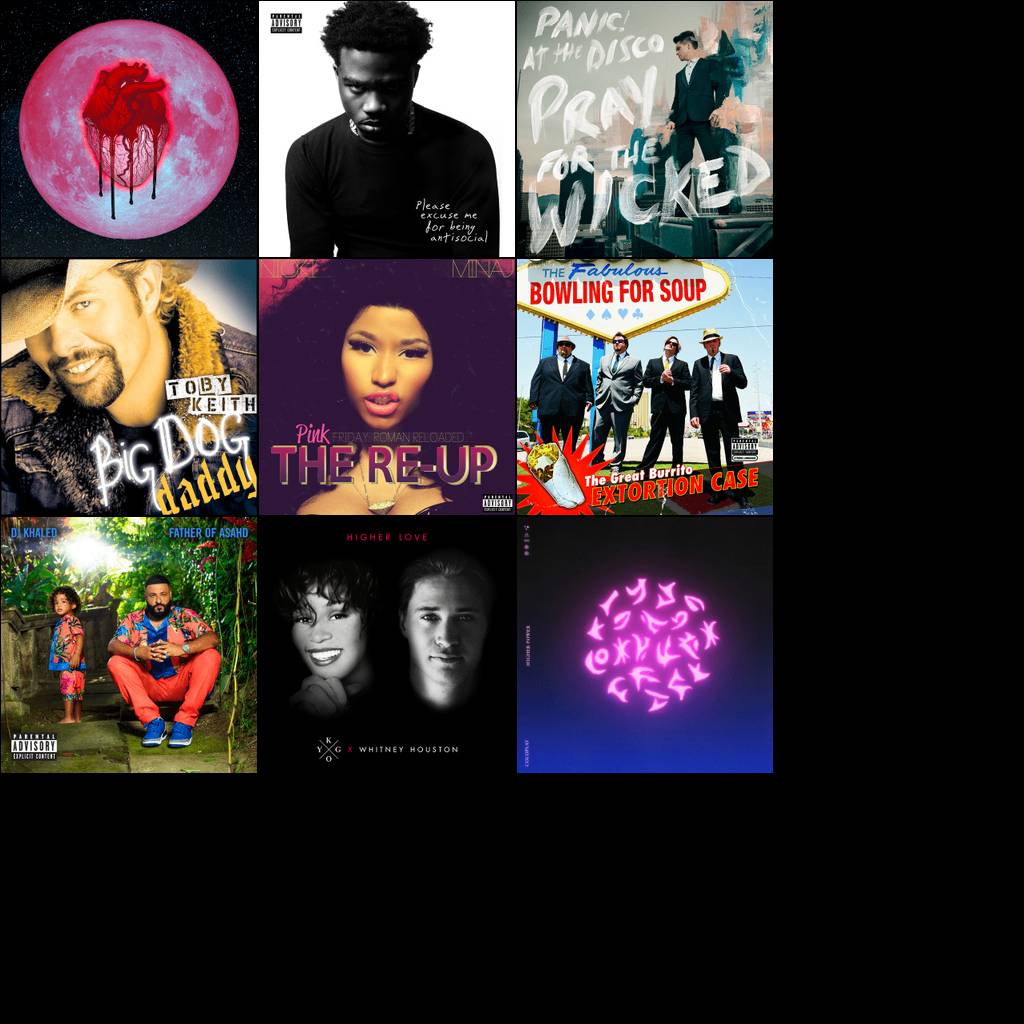 PARENTAL
ADVISORY
EXPLICIT CONTENT
Please
excuse me
for being
antisocial
PANIC!
AT the DISCO
PRAY
FOR THE
WICKED
TOBY
KEITH
BIG DOG
daddy
NICKI
MINAJ
Pink FRIDAY: ROMAN RELOADED
THE RE-UP
PARENTAL
ADVISORY
EXPLICIT CONTENT
THE Fabulous
BOWLING FOR SOUP
PARENTAL
ADVISORY
The Great Burrito
EXTORTION CASE
DJ KHALED
FATHER OF ASAHD
PARENTAL
ADVISORY
EXPLICIT CONTENT
HIGHER LOVE
KYGO X WHITNEY HOUSTON
HIGHER POWER
COLDPLAY